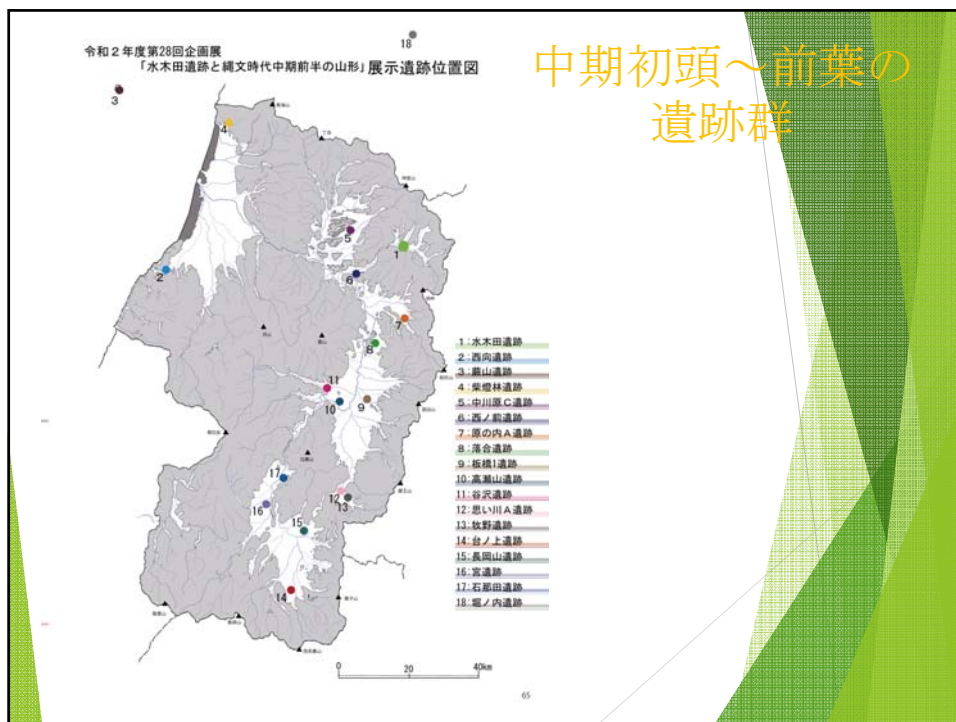 令和２年度第28回企画展
「水木田遺跡と縄文時代中期前半の山形」展示遺跡位置図
中期初頭～前葉の
遺跡群
18
3
4
5
1
2
6
7
8
11
10
9
17
12
13
16
15
14
１：水木田遺跡
２：西向遺跡
３：蕨山遺跡
４：柴燈林遺跡
５：中川原Ｃ遺跡
６：西ノ前遺跡
７：原の内Ａ遺跡
８：落合遺跡
９：板橋1遺跡
10：高瀬山遺跡
11：谷沢遺跡
12：思い川Ａ遺跡
13：牧野遺跡
14：台ノ上遺跡
15：長岡山遺跡
16：宮遺跡
17：石那田遺跡
18：堀ノ内遺跡
0 20 40km
65